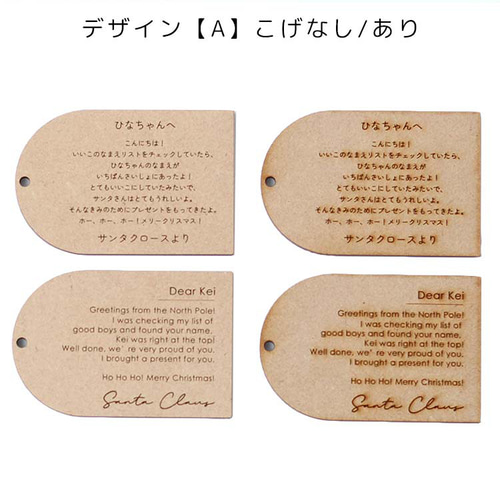 デザイン【A】こげなし/あり
ひなちゃんへ
こんにちは！
いいこのなまえリストをチェックしていたら、
ひなちゃんのなまえが
いちばんさいしょにあったよ！
とてもいいこにしていたみたいで、
サンタさんはとてもうれしいよ。
そんなきみのためにプレゼントをもってきたよ。
ホー、ホー、ホー！メリークリスマス！
サンタクロースより
ひなちゃんへ
こんにちは！
いいこのなまえリストをチェックしていたら、
ひなちゃんのなまえが
いちばんさいしょにあったよ！
とてもいいこにしていたみたいで、
サンタさんはとてもうれしいよ。
そんなきみのためにプレゼントをもってきたよ。
ホー、ホー、ホー！メリークリスマス！
サンタクロースより
Dear Kei
Greetings from the North Pole!
I was checking my list of
good boys and found your name.
Kei was right at the top!
Well done, we’re very proud of you.
I brought a present for you.
Ho Ho Ho! Merry Christmas!
Santa Claus
Dear Kei
Greetings from the North Pole!
I was checking my list of
good boys and found your name.
Kei was right at the top!
Well done, we’re very proud of you.
I brought a present for you.
Ho Ho Ho! Merry Christmas!
Santa Claus